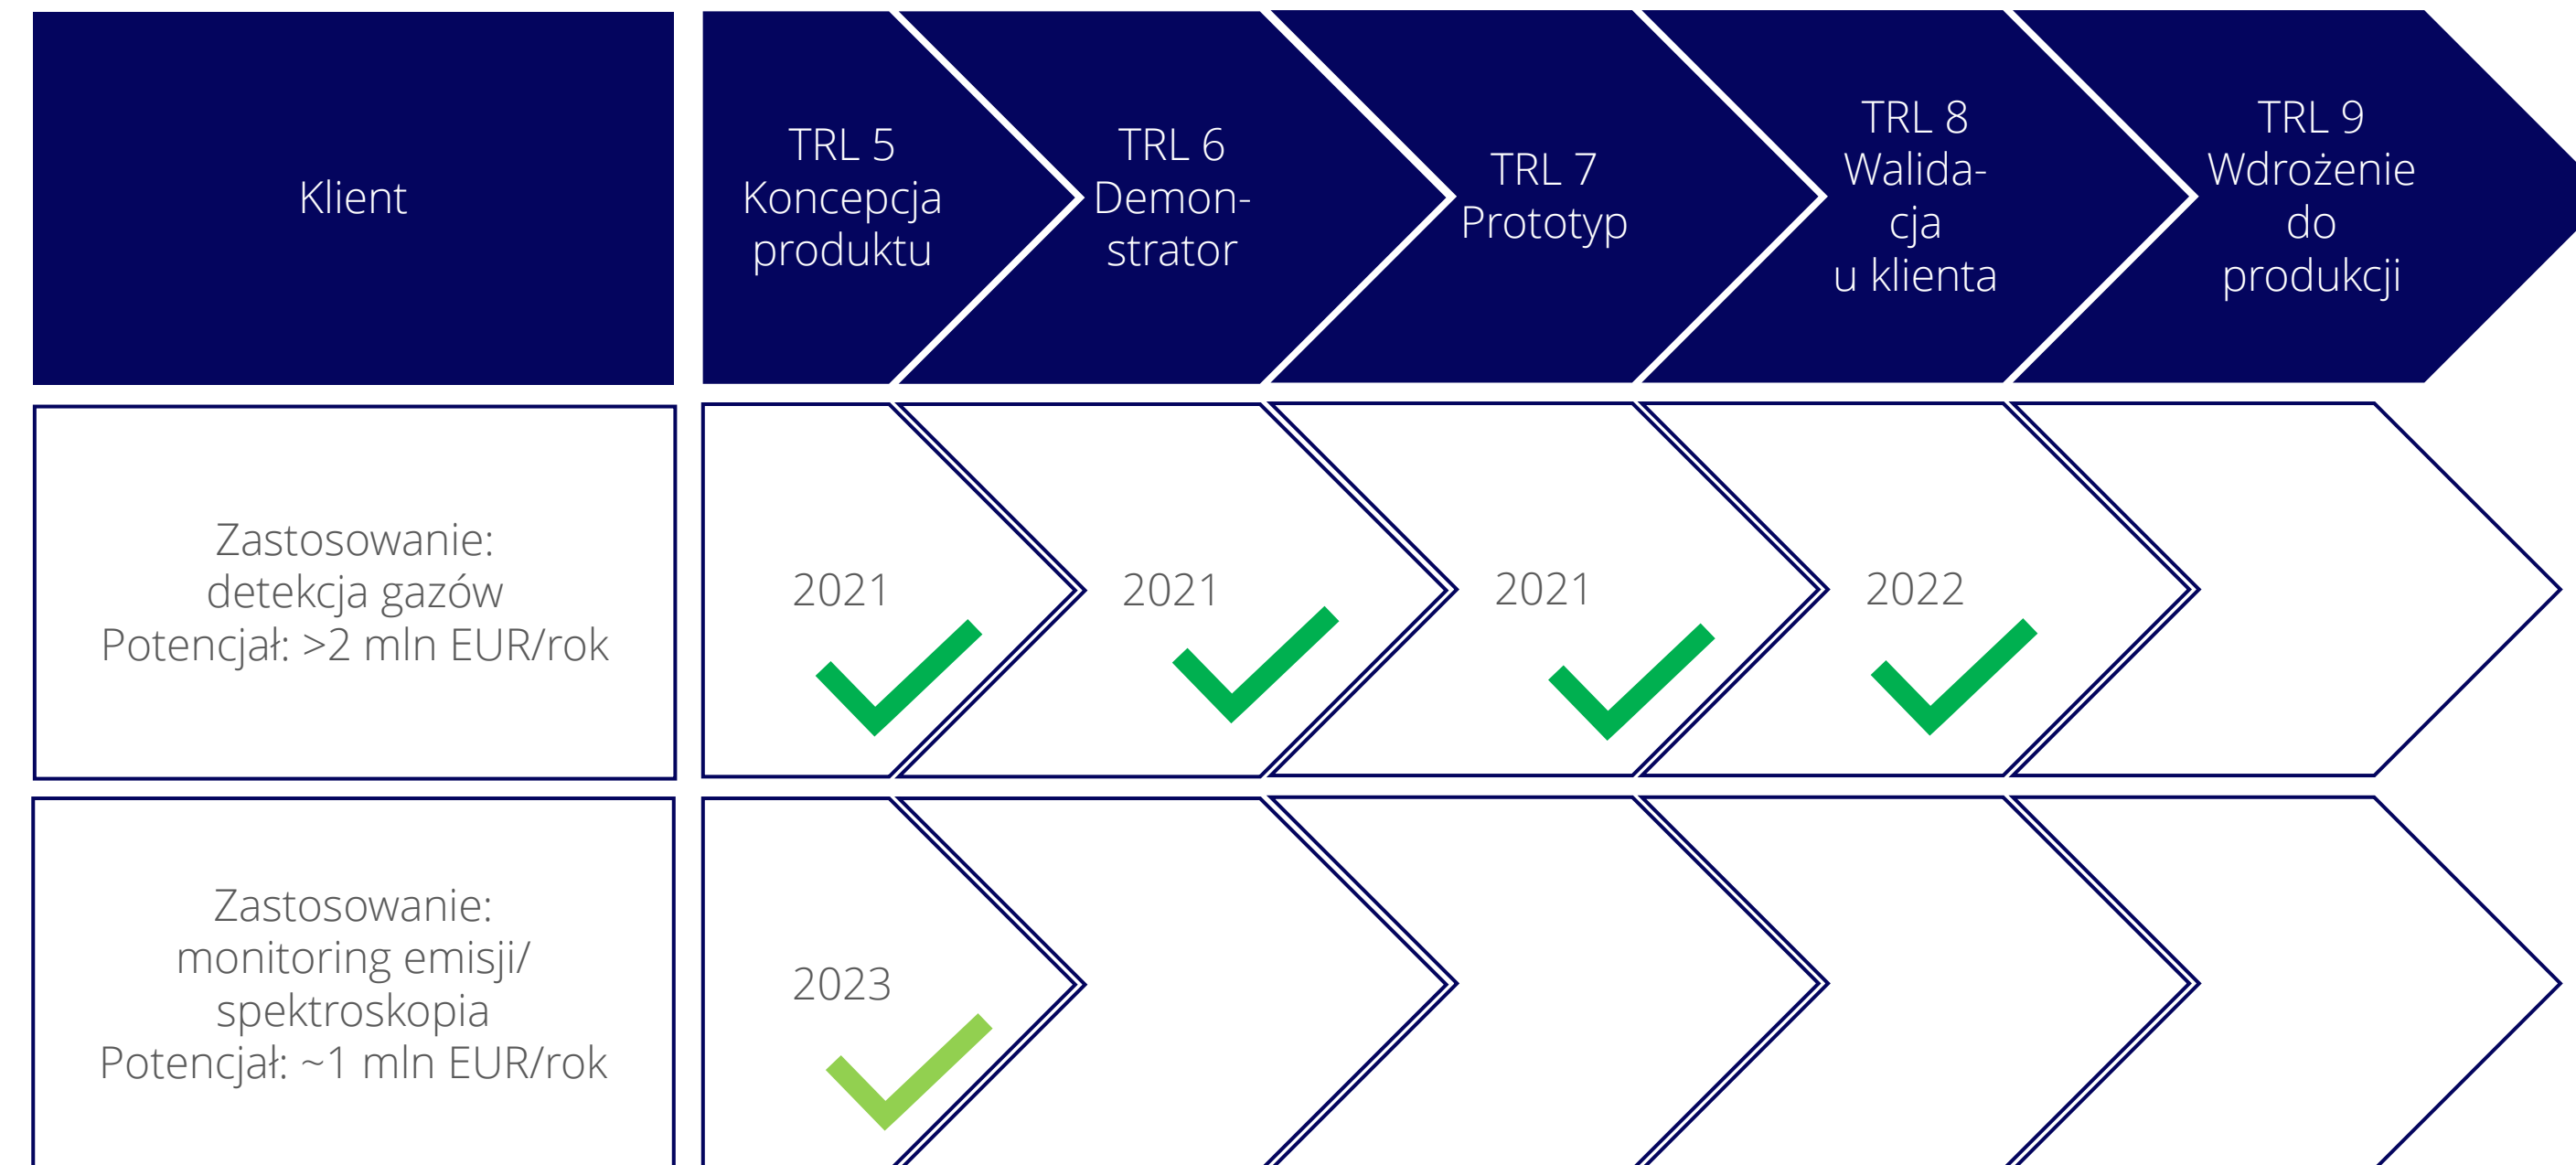 Klient
TRL 5
Koncepcja
produktu
TRL 6
Demon-
strator
TRL 7
Prototyp
TRL 8
Walida-
cja
u klienta
TRL 9
Wdrożenie
do
produkcji
Zastosowanie:
detekcja gazów
Potencjał: >2 mln EUR/rok
2021
2021
2021
2022
Zastosowanie:
monitoring emisji/
spektroskopia
Potencjał: ~1 mln EUR/rok
2023